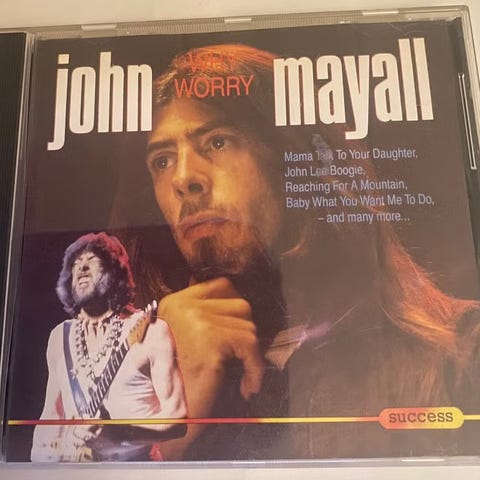 john
WHY
WORRY
mayall
Mama Talk To Your Daughter,
John Lee Boogie,
Reaching For A Mountain,
Baby What You Want Me To Do,
– and many more...
success